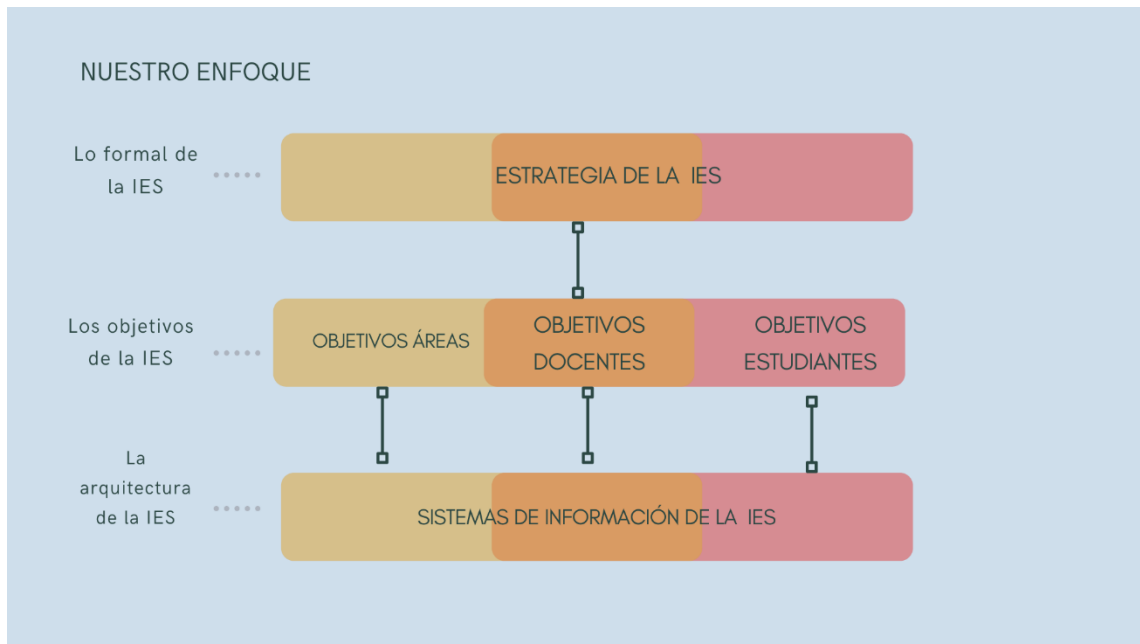 NUESTRO ENFOQUE
Lo formal de
la IES
ESTRATEGIA DE LA IES
Los objetivos
de la IES
OBJETIVOS ÁREAS
OBJETIVOS
DOCENTES
OBJETIVOS
ESTUDIANTES
La
arquitectura
de la IES
SISTEMAS DE INFORMACIÓN DE LA IES